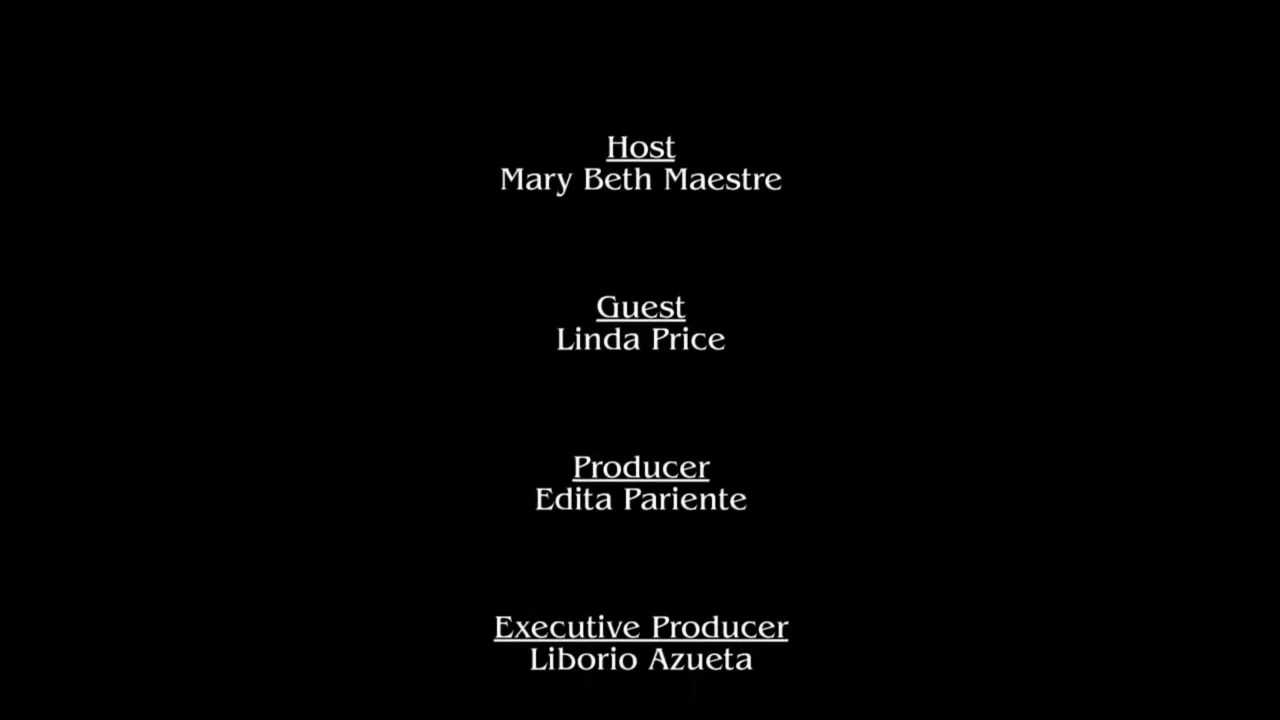 Host
Mary Beth Maestre
Guest
Linda Price
Producer
Edita Pariente
Executive Producer
Liborio Azueta